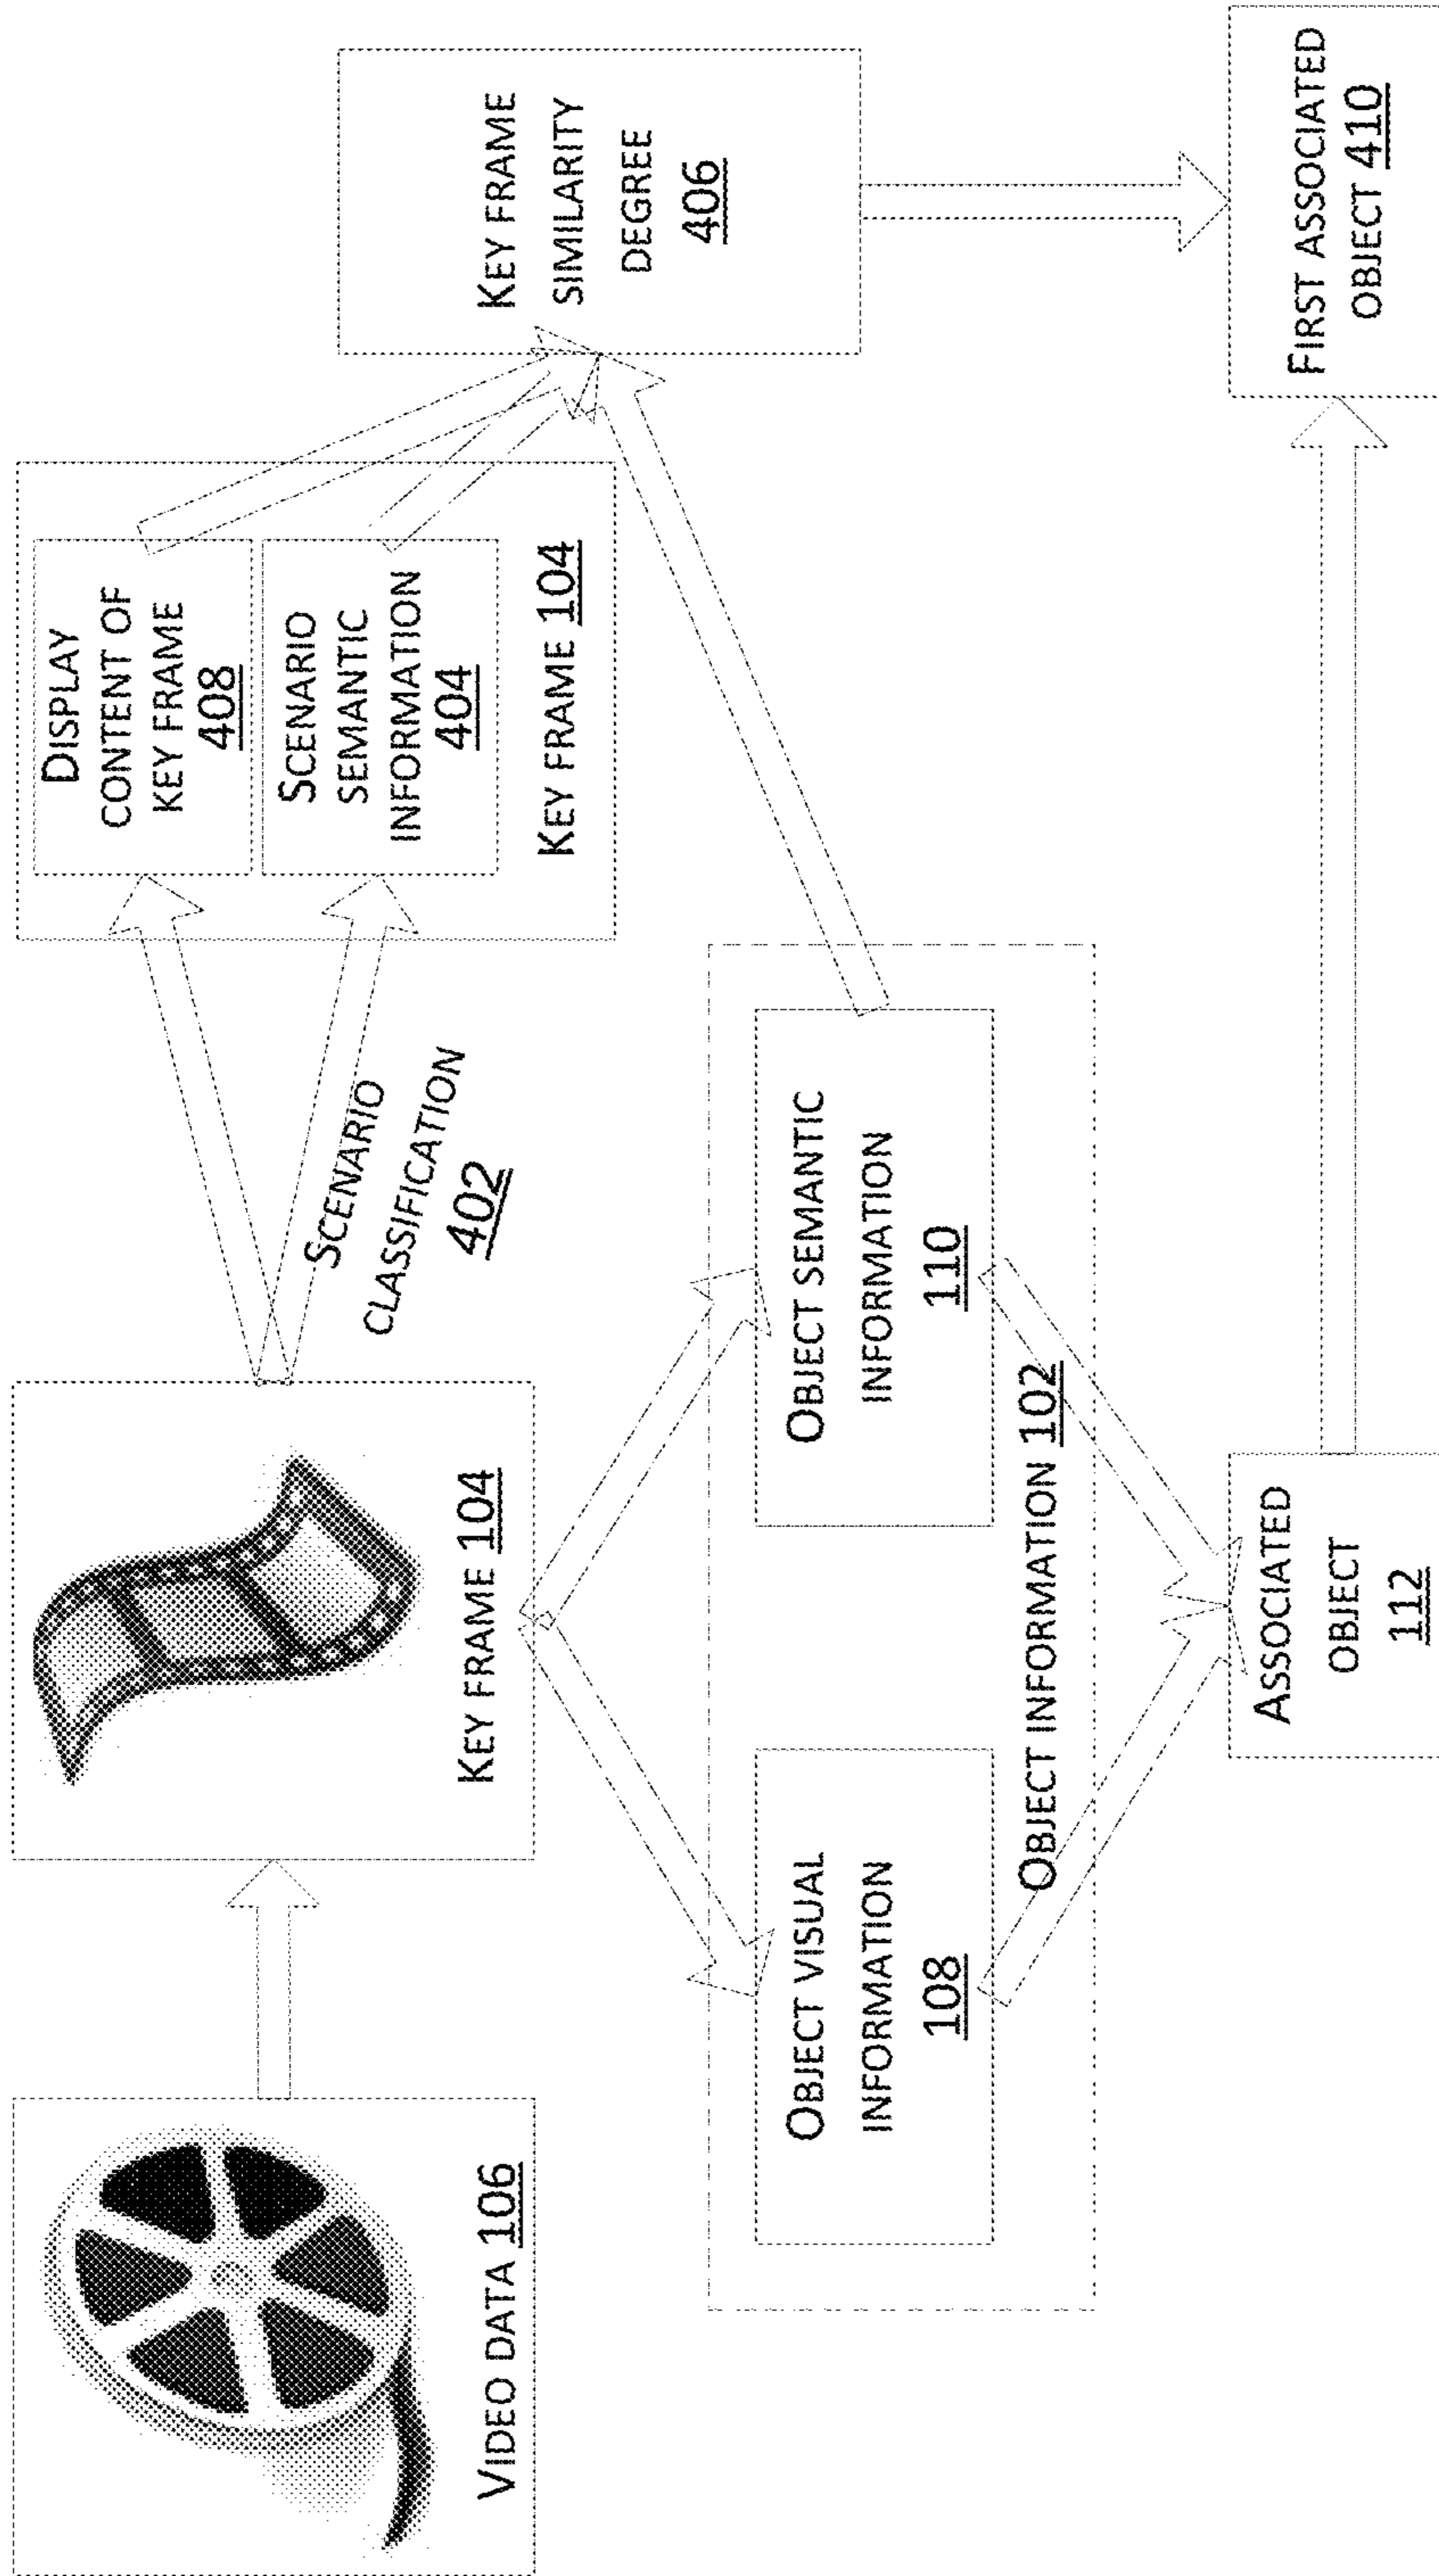 VIDEO DATA 106
KEY FRAME 104
SCENARIO
CLASSIFICATION
402
DISPLAY
CONTENT OF
KEY FRAME
408
SCENARIO
SEMANTIC
INFORMATION
404
KEY FRAME 104
KEY FRAME
SIMILARITY
DEGREE
406
OBJECT VISUAL
INFORMATION
108
OBJECT SEMANTIC
INFORMATION
110
OBJECT INFORMATION 102
ASSOCIATED
OBJECT
112
FIRST ASSOCIATED
OBJECT 410